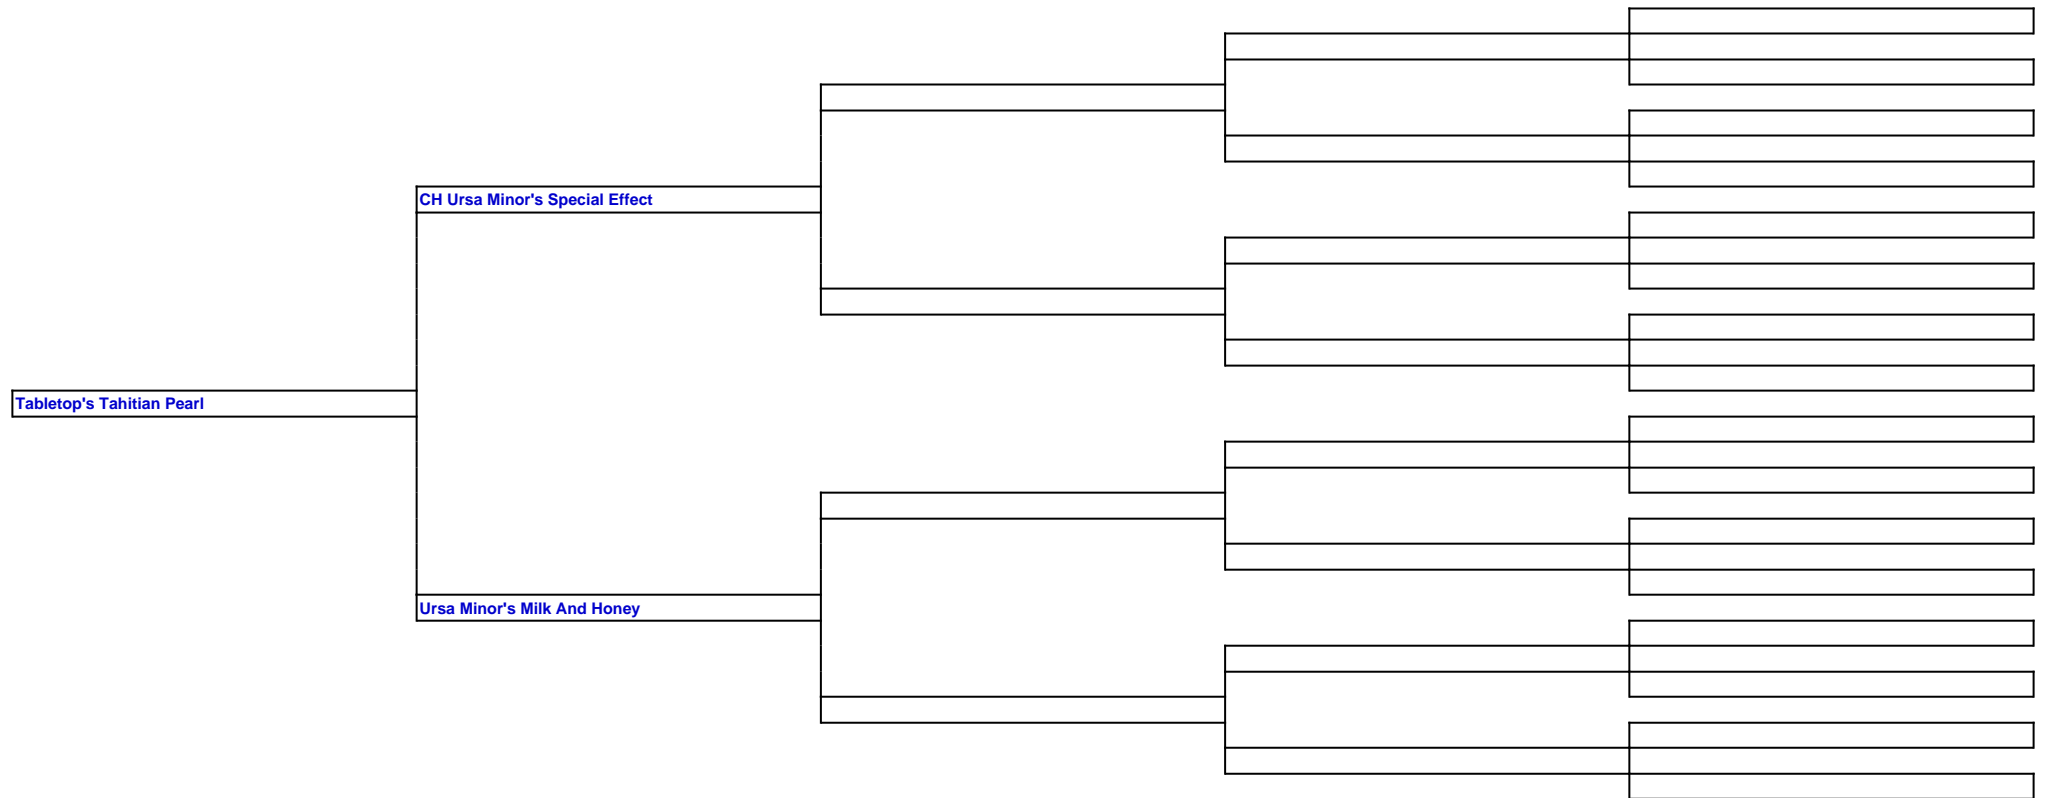 CH Ursa Minor's Special Effect
Tabletop's Tahitian Pearl
Ursa Minor's Milk And Honey